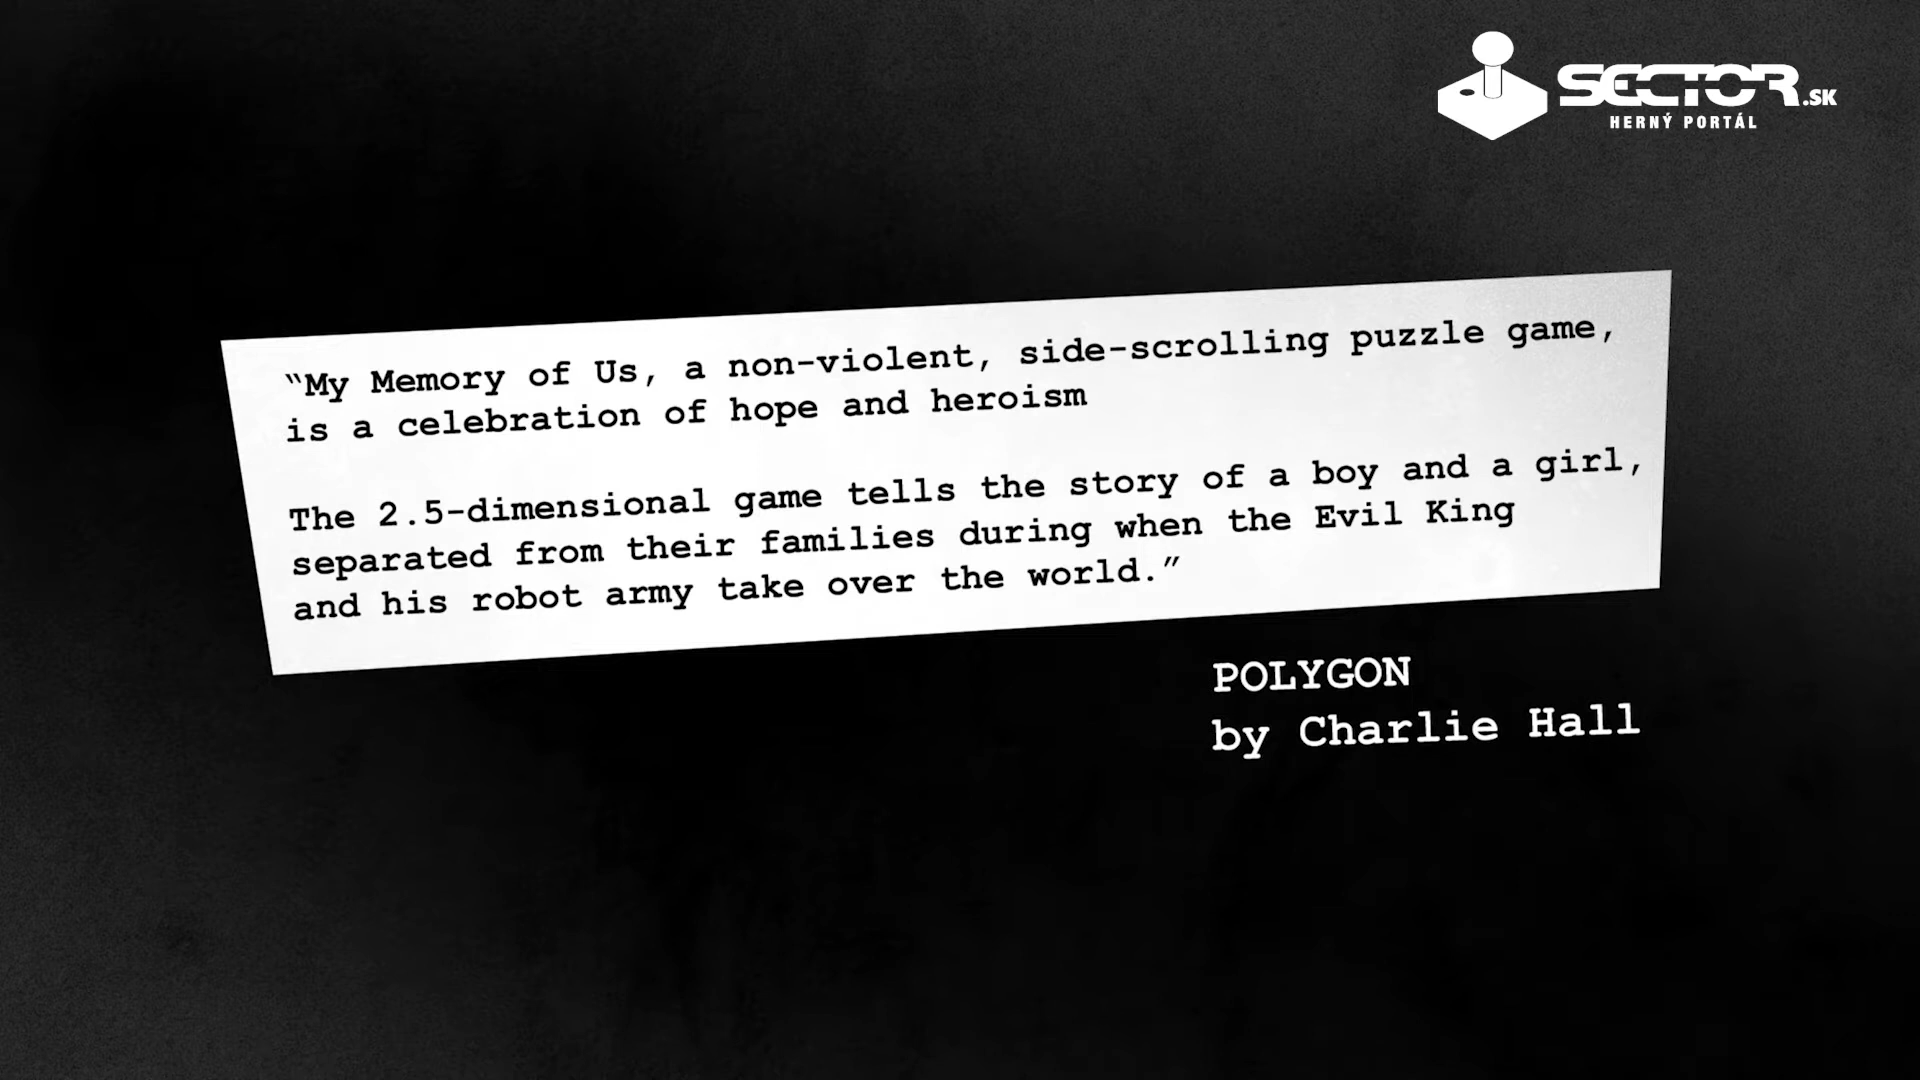 SECTOR.SK
HERNÝ PORTÁL
“My Memory of Us, a non-violent, side-scrolling puzzle game,
is a celebration of hope and heroism
The 2.5-dimensional game tells the story of a boy and a girl,
separated from their families during when the Evil King
and his robot army take over the world.”
POLYGON
by Charlie Hall